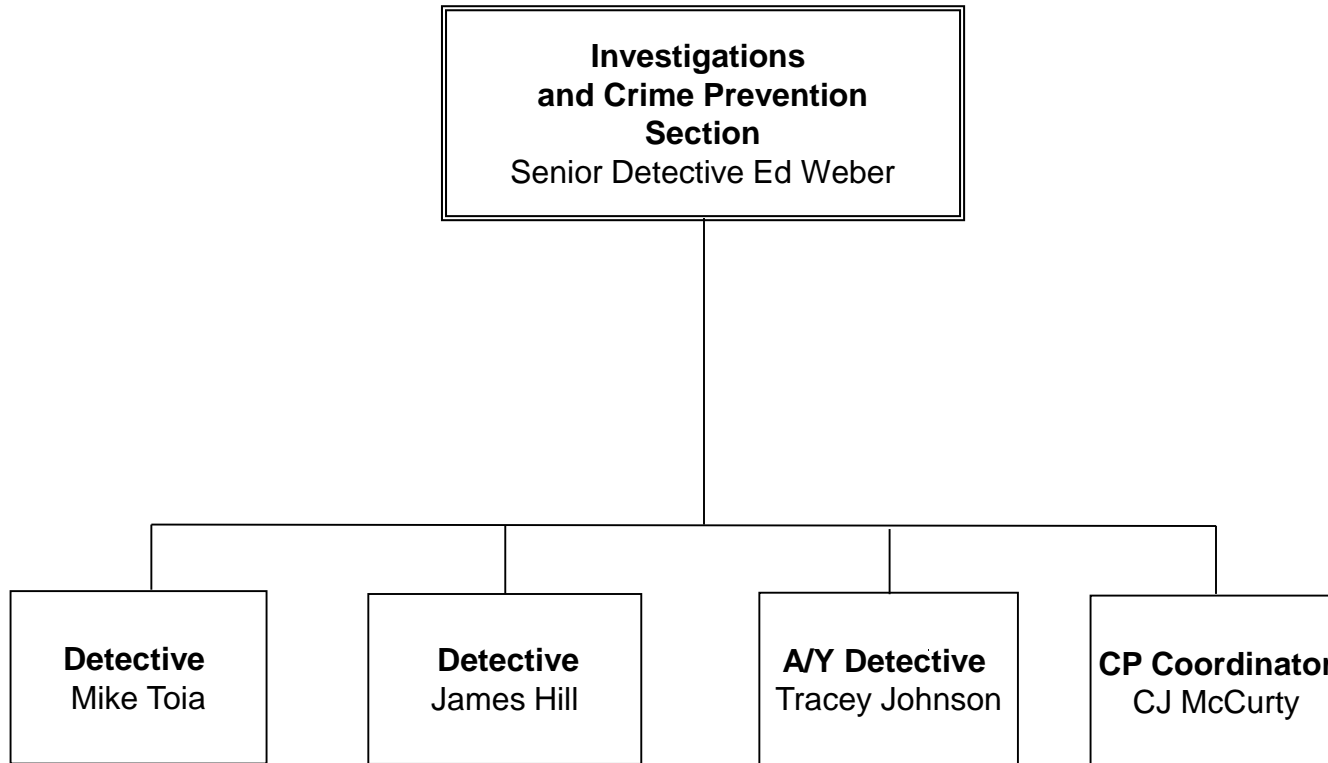 Investigations
and Crime Prevention
Section
Senior Detective Ed Weber
Detective
Mike Toia
Detective
James Hill
A/Y Detective
Tracey Johnson
CP Coordinator
CJ McCurty